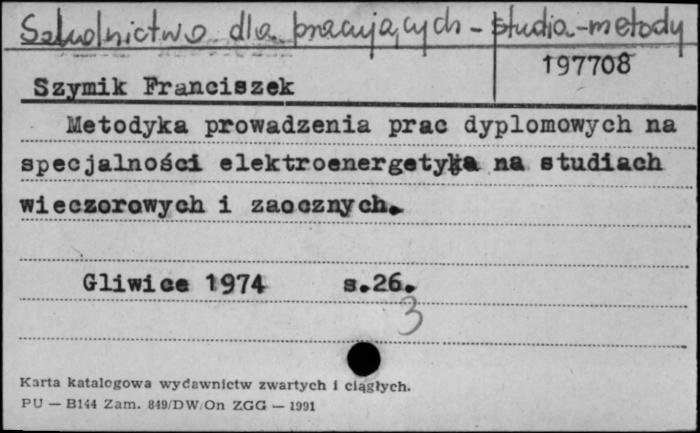 Szkolnictwo dla pracujących - studia - metody
197708
Szymik Franciszek
Metodyka prowadzenia prac dyplomowych na
specjalności elektroenergetyka na studiach
wieczorowych i zaocznych.
Gliwice 1974 s.26.
3
Karta katalogowa wydawnictw zwartych i ciągłych.
PU — B144 Zam. 849/DW/On ZGG — 1991